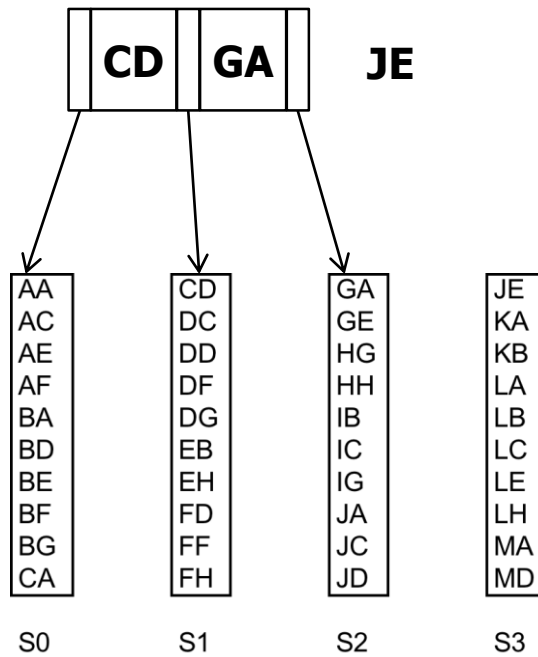 CD GA JE
AA CD GA JE
AC DC GE KA
AE DD HG KB
AF DF HH LA
BA DG IB LB
BD EB IC LC
BE EH IG LE
BF FD JA LH
BG FF JC MA
CA FH JD MD
S0 S1 S2 S3